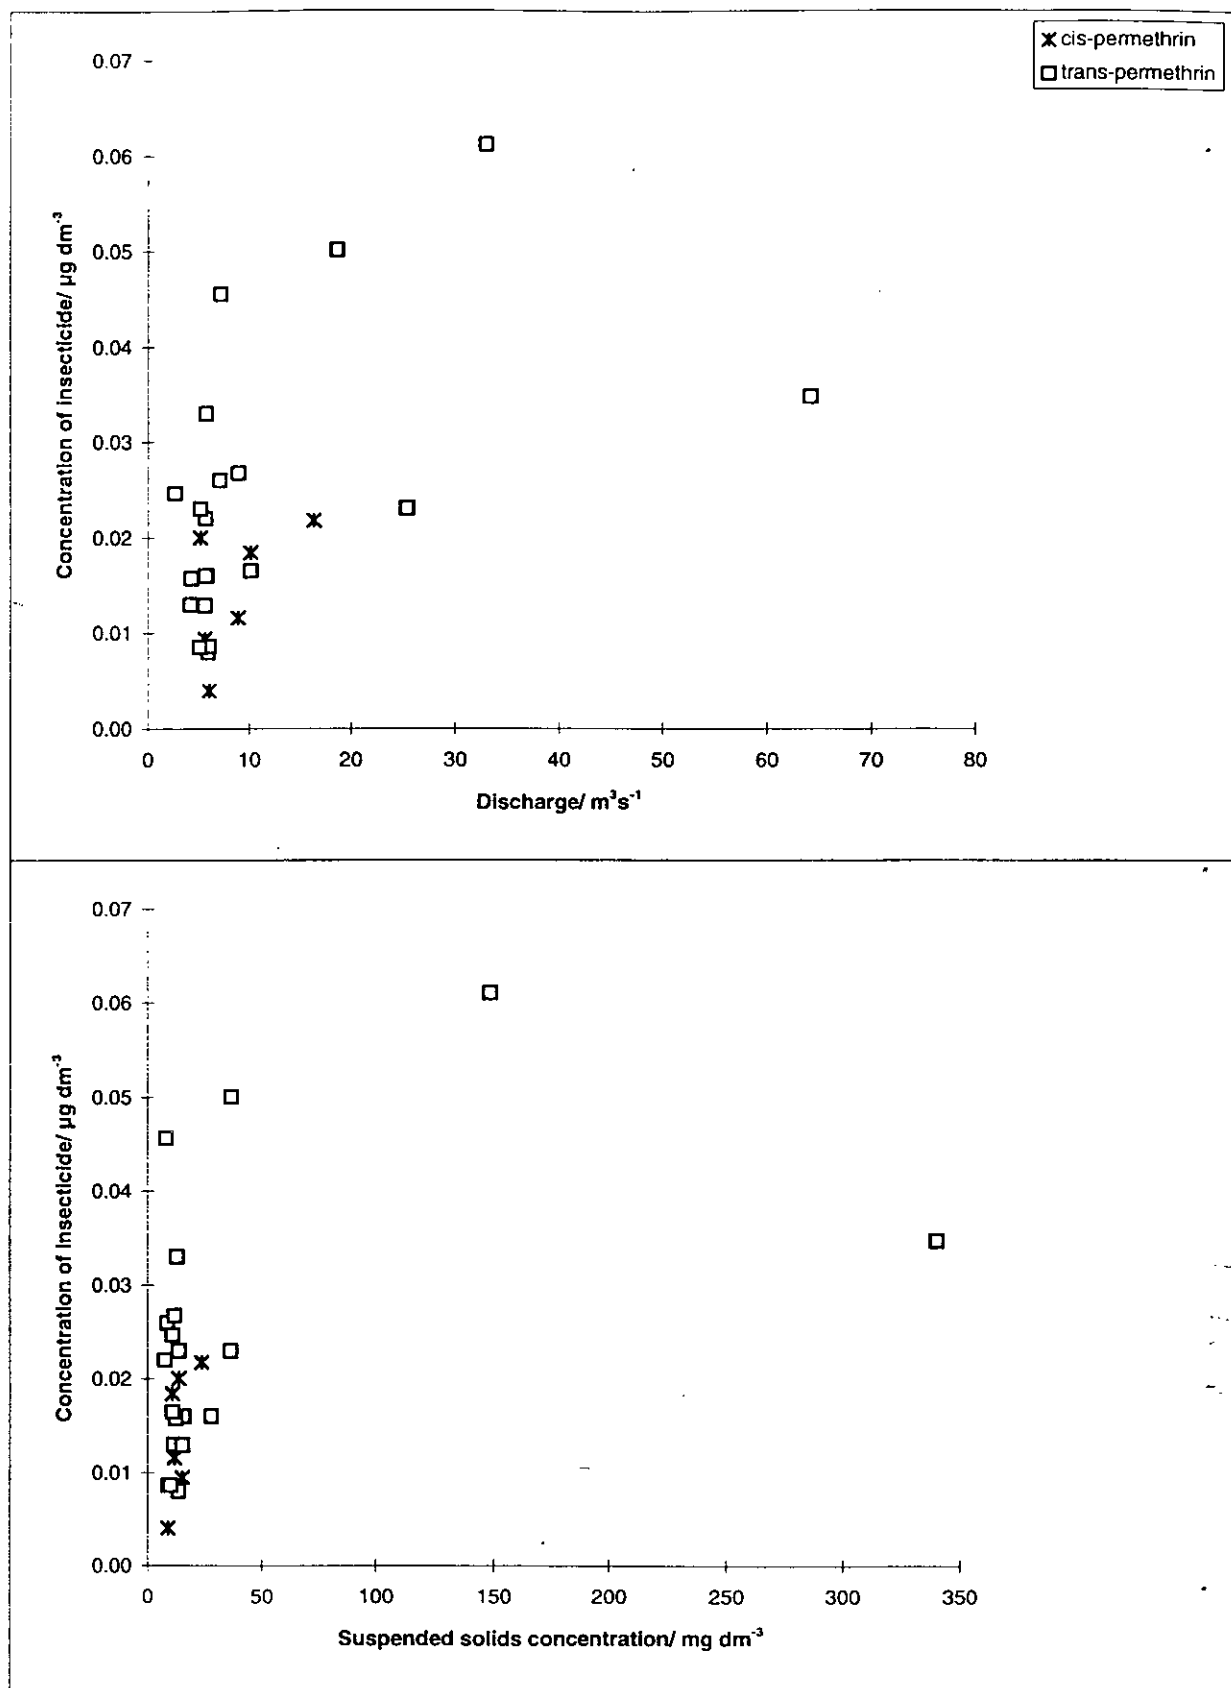 cis-permethrin
trans-permethrin
0.07
0.06
0.05
0.04
0.03
0.02
0.01
0.00
Concentration of insecticide/ µg dm⁻³
0 10 20 30 40 50 60 70 80
Discharge/ m³s⁻¹
0.07
0.06
0.05
0.04
0.03
0.02
0.01
0.00
Concentration of insecticide/ µg dm⁻³
0 50 100 150 200 250 300 350
Suspended solids concentration/ mg dm⁻³